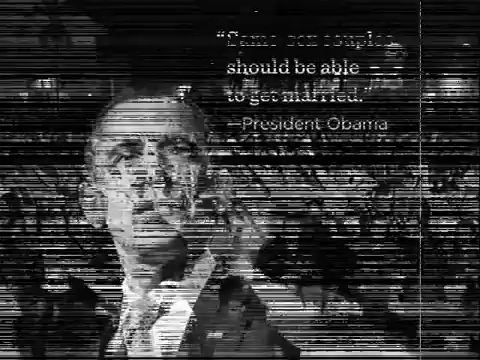 “Same-sex couples
should be able
to get married.”
—President Obama